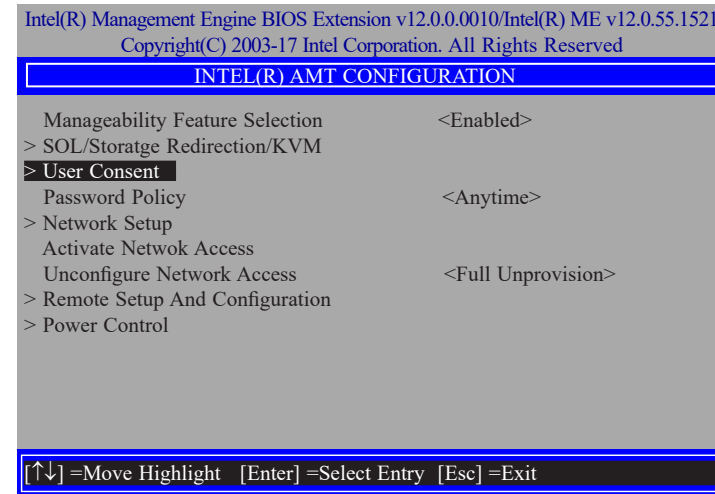 Intel(R) Management Engine BIOS Extension v12.0.0.0010/Intel(R) ME v12.0.55.1521
Copyright(C) 2003-17 Intel Corporation. All Rights Reserved
INTEL(R) AMT CONFIGURATION
Manageability Feature Selection <Enabled>
> SOL/Storatge Redirection/KVM
> User Consent
Password Policy <Anytime>
> Network Setup
Activate Netwok Access
Unconfigure Network Access <Full Unprovision>
> Remote Setup And Configuration
> Power Control
[↑↓] =Move Highlight [Enter] =Select Entry [Esc] =Exit